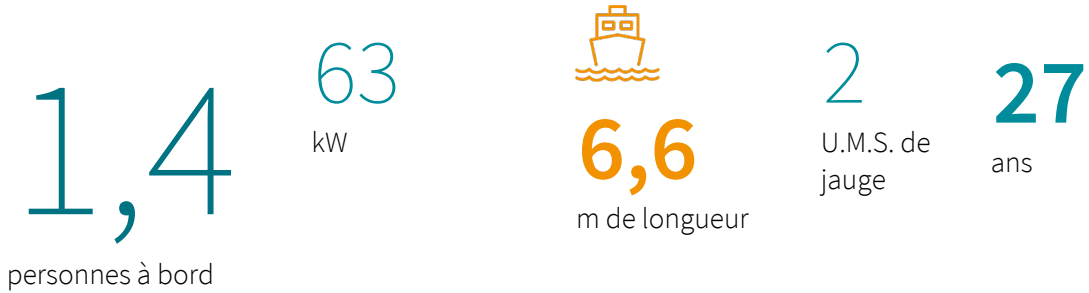 1,4
personnes à bord
63
kW
6,6
m de longueur
2
U.M.S. de
jauge
27
ans